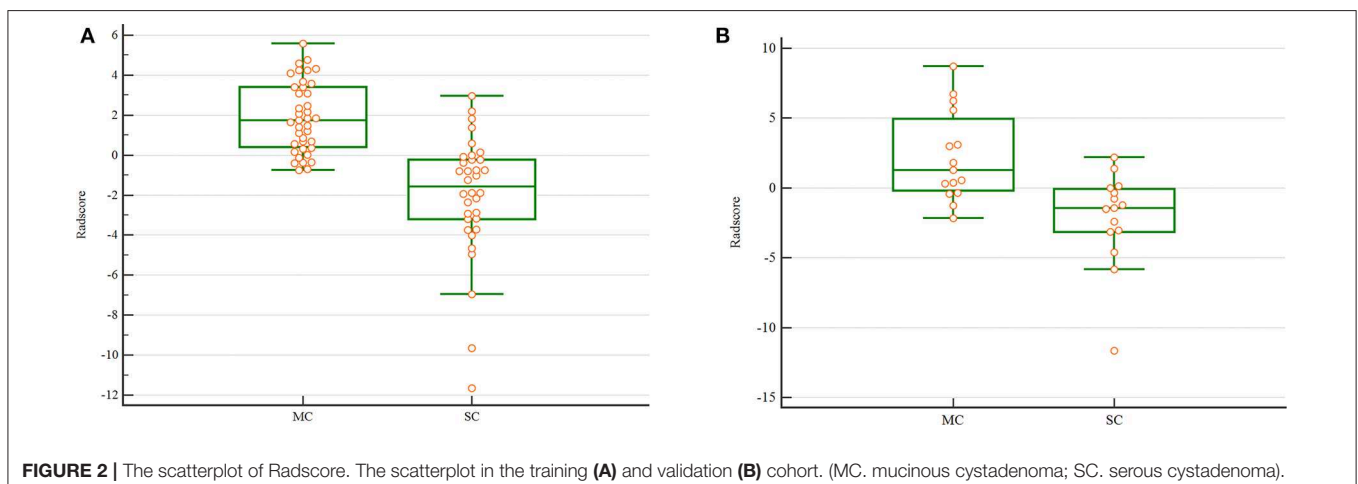 A
6
4
2
0
-2
-4
-6
-8
-10
-12
Radscore
MC
SC
B
10
5
0
-5
-10
-15
Radscore
MC
SC
FIGURE 2 | The scatterplot of Radscore. The scatterplot in the training (A) and validation (B) cohort. (MC. mucinous cystadenoma; SC. serous cystadenoma).